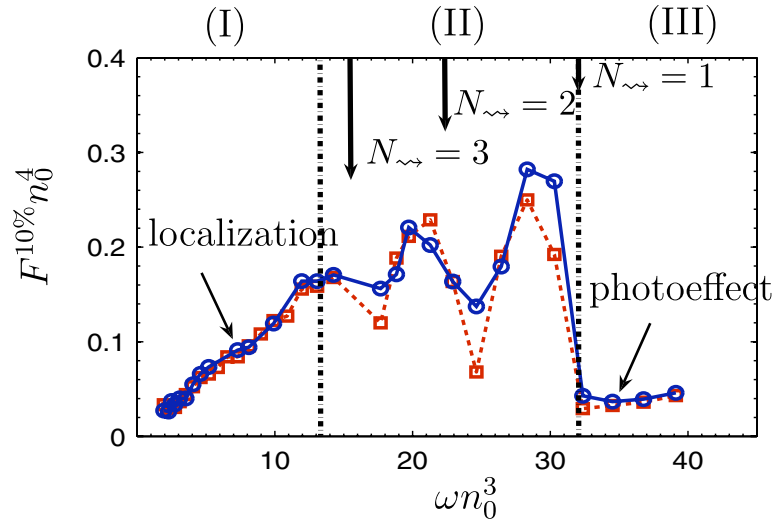 (I) (II) (III)
0.4
N⇝ = 1
N⇝ = 2
N⇝ = 3
0.3
F^{10%} n_0^4
localization
0.2
photoeffect
0.1
0
10 20 30 40
ωn_0^3